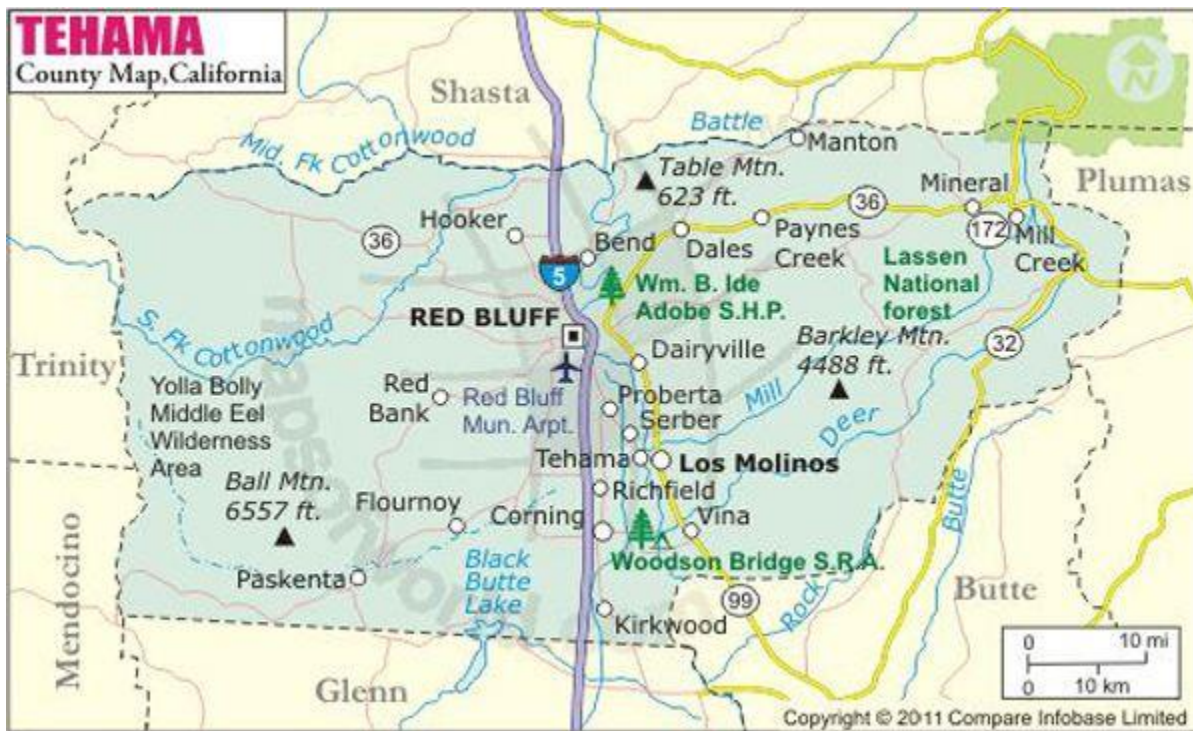 TEHAMA
County Map,California
Shasta
N
Mid. Fk Cottonwood
Battle
Manton
Table Mtn.
623 ft.
Mineral
Plumas
36
Hooker
36
Bend
Dales
Paynes
Creek
172
Mill
Creek
5
Lassen
National
forest
Wm. B. Ide
Adobe S.H.P.
RED BLUFF
S. Fk Cottonwood
Barkley Mtn.
4488 ft.
32
Trinity
Dairyville
Yolla Bolly
Middle Eel
Wilderness
Area
Red
Bank
Red Bluff
Mun. Arpt.
Proberta
Serber
Mill
Deer
Tehama
Los Molinos
Ball Mtn.
6557 ft.
Flournoy
Richfield
Corning
Vina
Butte
Woodson Bridge S.R.A.
Black
Butte
Lake
Paskenta
Mendocino
Kirkwood
99
Rock
Butte
Glenn
0 10 mi
0 10 km
Copyright © 2011 Compare Infobase Limited